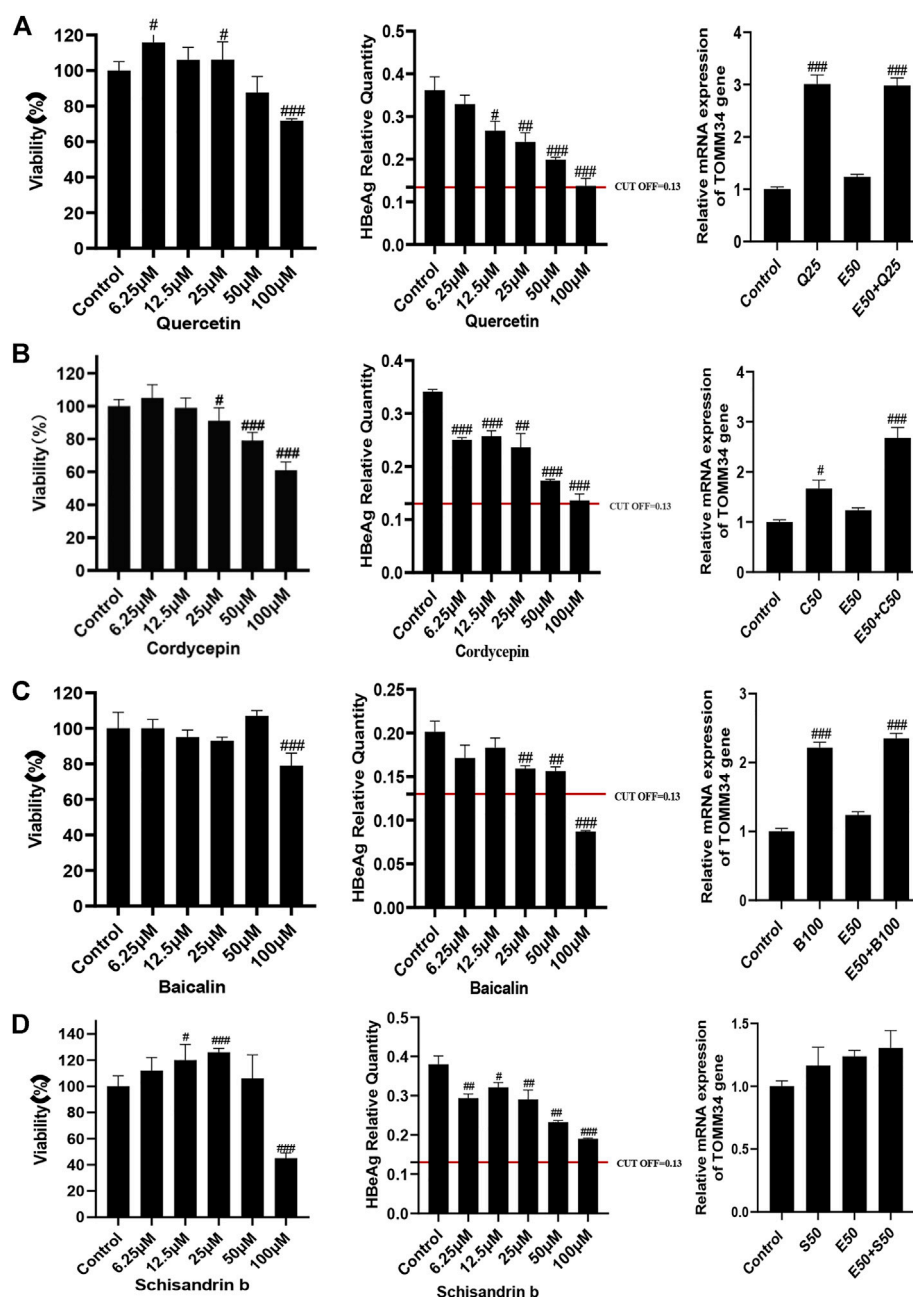 A
Viability(%)
120
100
80
60
40
20
0
#
#
###
Control
6.25μM
12.5μM
25μM
50μM
100μM
Quercetin
HBeAg Relative Quantity
0.4
0.3
0.2
0.1
0.0
#
##
###
###
CUT OFF=0.13
Control
6.25μM
12.5μM
25μM
50μM
100μM
Quercetin
Relative mRNA expression
of TOMM34 gene
4
3
2
1
0
###
###
Control
Q25
E50
E50+Q25
B
Viability(%)
120
100
80
60
40
20
0
#
###
###
Control
6.25μM
12.5μM
25μM
50μM
100μM
Cordycepin
HBeAg Relative Quantity
0.4
0.3
0.2
0.1
0.0
###
###
##
###
###
CUT OFF=0.13
Control
6.25μM
12.5μM
25μM
50μM
100μM
Cordycepin
Relative mRNA expression
of TOMM34 gene
4
3
2
1
0
#
###
Control
C50
E50
E50+C50
C
Viability(%)
120
100
80
60
40
20
0
###
Control
6.25μM
12.5μM
25μM
50μM
100μM
Baicalin
HBeAg Relative Quantity
0.25
0.20
0.15
0.10
0.05
0.00
##
##
###
CUT OFF=0.13
Control
6.25μM
12.5μM
25μM
50μM
100μM
Baicalin
Relative mRNA expression
of TOMM34 gene
3
2
1
0
###
###
Control
B100
E50
E50+B100
D
Viability(%)
140
120
100
80
60
40
20
0
#
###
###
Control
6.25μM
12.5μM
25μM
50μM
100μM
Schisandrin b
HBeAg Relative Quantity
0.5
0.4
0.3
0.2
0.1
0.0
##
#
##
##
###
CUT OFF=0.13
Control
6.25μM
12.5μM
25μM
50μM
100μM
Schisandrin b
Relative mRNA expression
of TOMM34 gene
1.5
1.0
0.5
0.0
Control
S50
E50
E50+S50